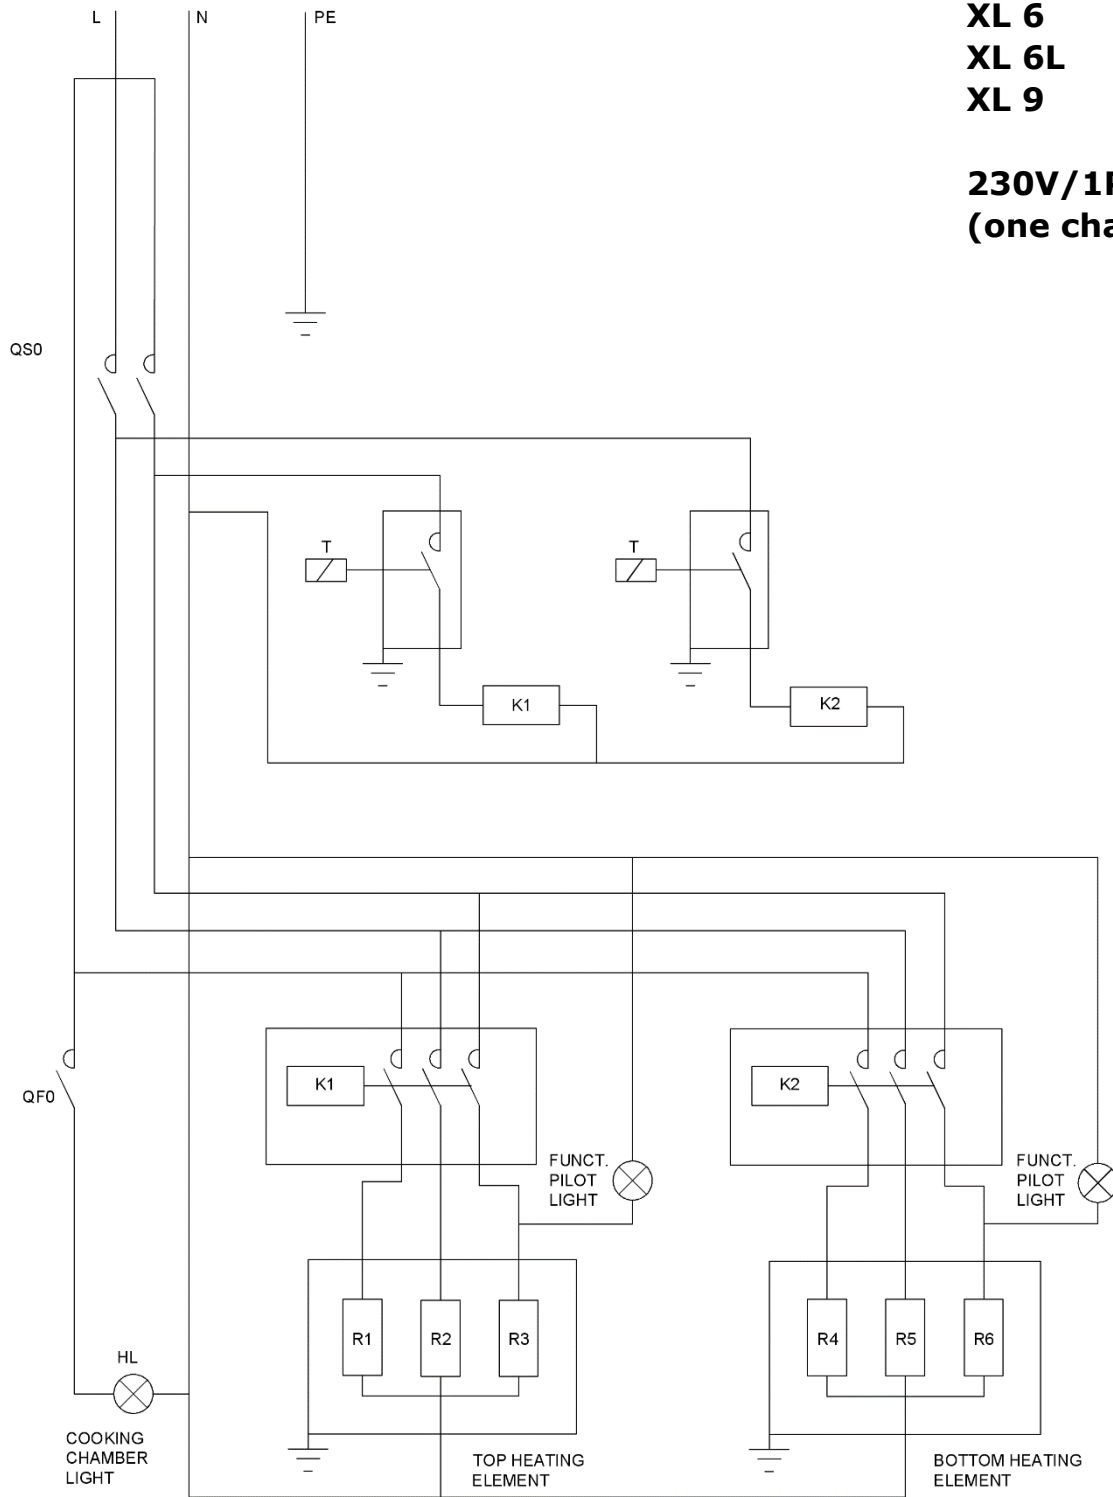 L
N
PE
XL 6
XL 6L
XL 9
230V/1
(one cha
QS0
T
T
K1
K2
K1
K2
QF0
FUNCT.
PILOT
LIGHT
FUNCT.
PILOT
LIGHT
R1
R2
R3
R4
R5
R6
HL
COOKING
CHAMBER
LIGHT
TOP HEATING
ELEMENT
BOTTOM HEATING
ELEMENT